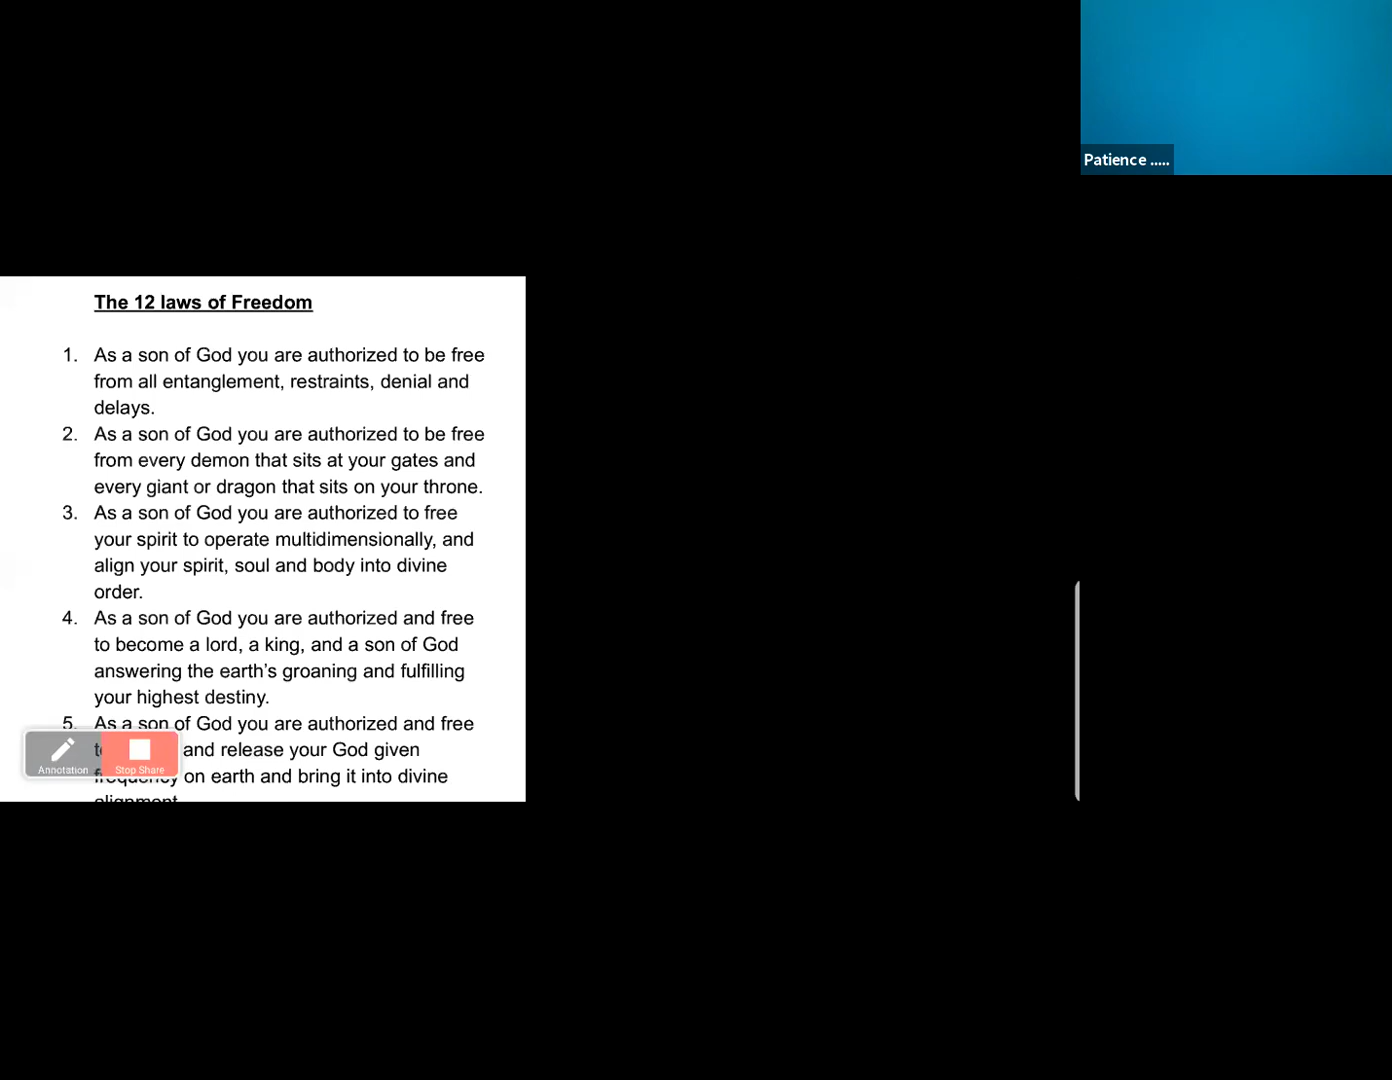 Patience .....
The 12 laws of Freedom
1. As a son of God you are authorized to be free
from all entanglement, restraints, denial and
delays.
2. As a son of God you are authorized to be free
from every demon that sits at your gates and
every giant or dragon that sits on your throne.
3. As a son of God you are authorized to free
your spirit to operate multidimensionally, and
align your spirit, soul and body into divine
order.
4. As a son of God you are authorized and free
to become a lord, a king, and a son of God
answering the earth's groaning and fulfilling
your highest destiny.
5. As a son of God you are authorized and free
and release your God given
frequency on earth and bring it into divine
alignment
Annotation
Stop Share